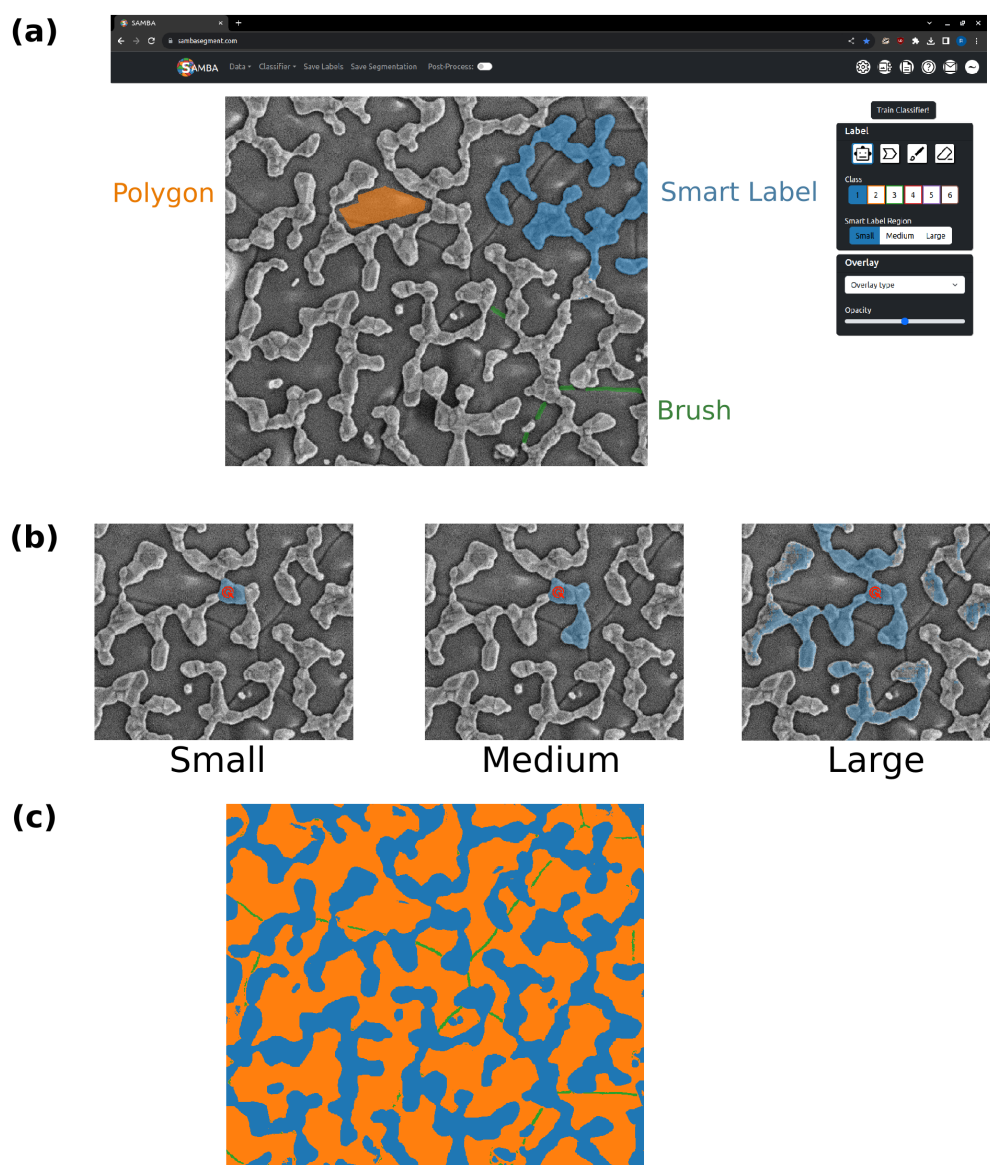 (a)
SAMBA
sambasegment.com
SAMBA Data Classifier Save Labels Save Segmentation Post-Process:
Train Classifier!
Label
Polygon
Smart Label
Class
1 2 3 4 5 6
Smart Label Region
Small Medium Large
Overlay
Overlay type
Opacity
Brush
(b)
Small Medium Large
(c)